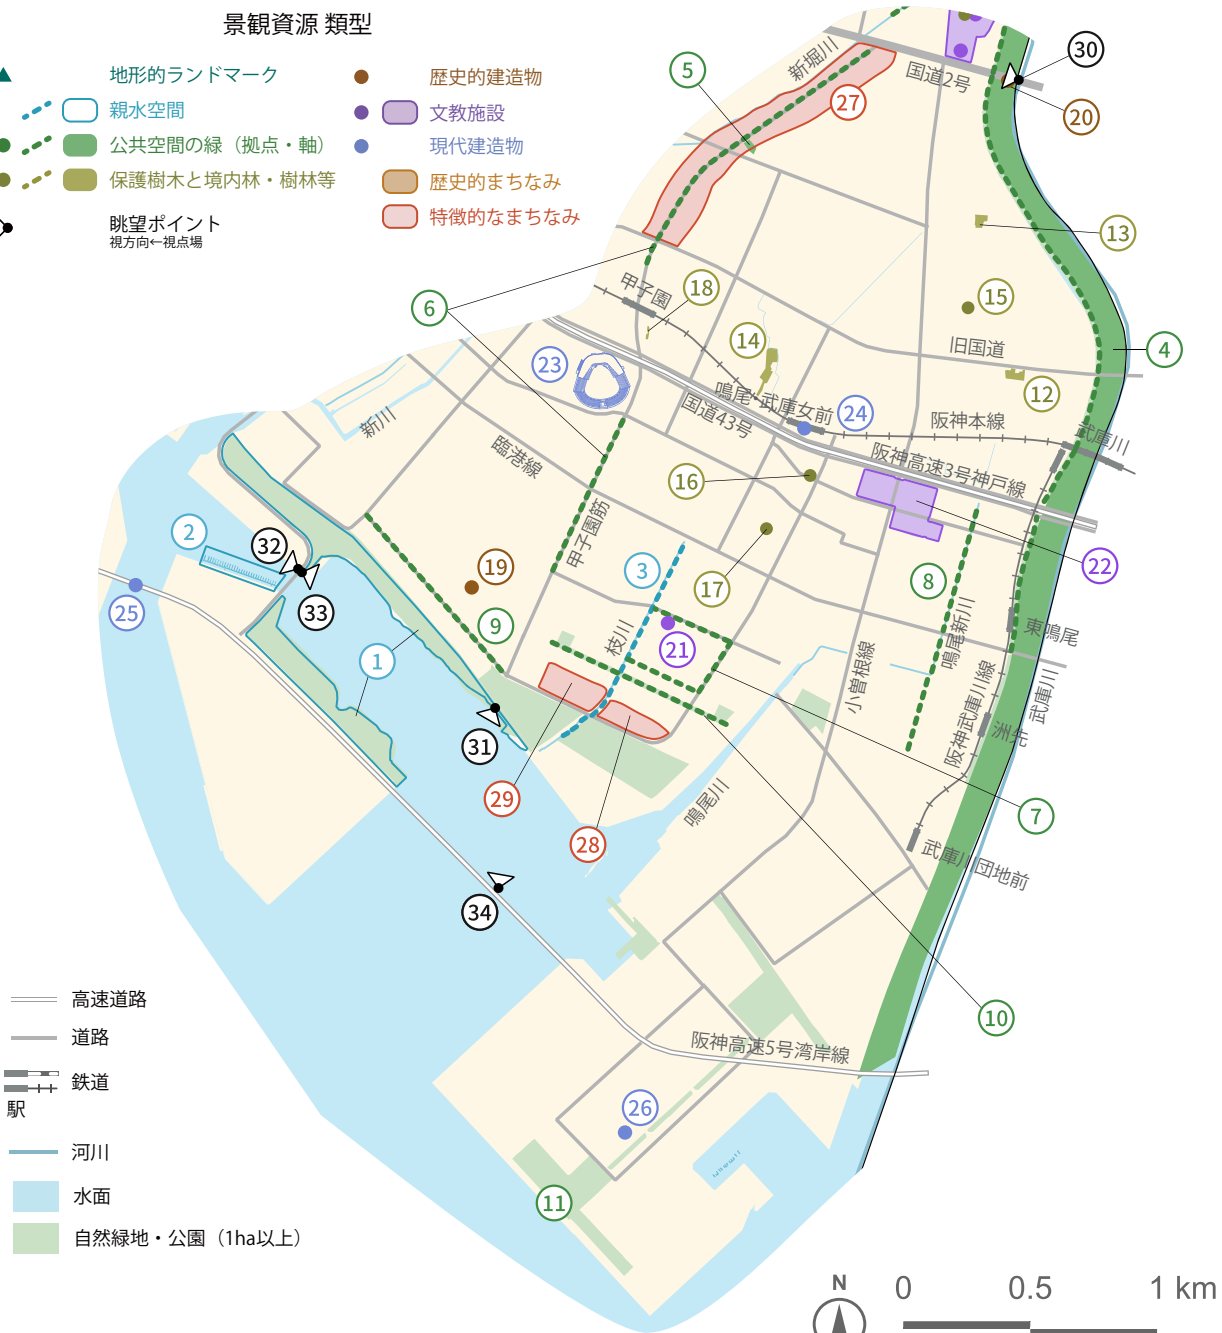 景観資源 類型
地形的ランドマーク
親水空間
公共空間の緑（拠点・軸）
保護樹木と境内林・樹林等
眺望ポイント
視方向←視点場
歴史的建造物
文教施設
現代建造物
歴史的まちなみ
特徴的なまちなみ
新堀川
国道2号
30
20
5
27
13
18
甲子園
15
6
14
旧国道
4
23
12
鳴尾・武庫女前
24
国道43号
阪神本線
武庫川
新川
臨港線
阪神高速3号神戸線
16
2
32
甲子園筋
3
17
19
8
22
25
33
9
枝川
21
鳴尾新川
東鳴尾
1
小曽根線
阪神武庫川線
武庫川
31
洲先
29
鳴尾川
7
28
武庫川団地前
34
10
阪神高速5号湾岸線
26
11
高速道路
道路
鉄道
駅
河川
水面
自然緑地・公園（1ha以上）
N
0 0.5 1 km